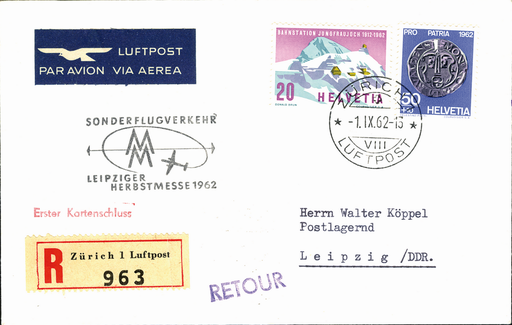 LUFTPOST
PAR AVION VIA AEREA
BAHNSTATION JUNGFRAUJOCH 1912-1962
20 HELVETIA
PRO PATRIA 1962
50
HELVETIA
ZÜRICH
-1.IX.62-13
VIII
LUFTPOST
SONDERFLUGVERKEHR
MM
LEIPZIGER
HERBSTMESSE 1962
Erster Kartenschluss
R Zürich 1 Luftpost
963
RETOUR
Herrn Walter Köppel
Postlagernd
Leipzig /DDR.